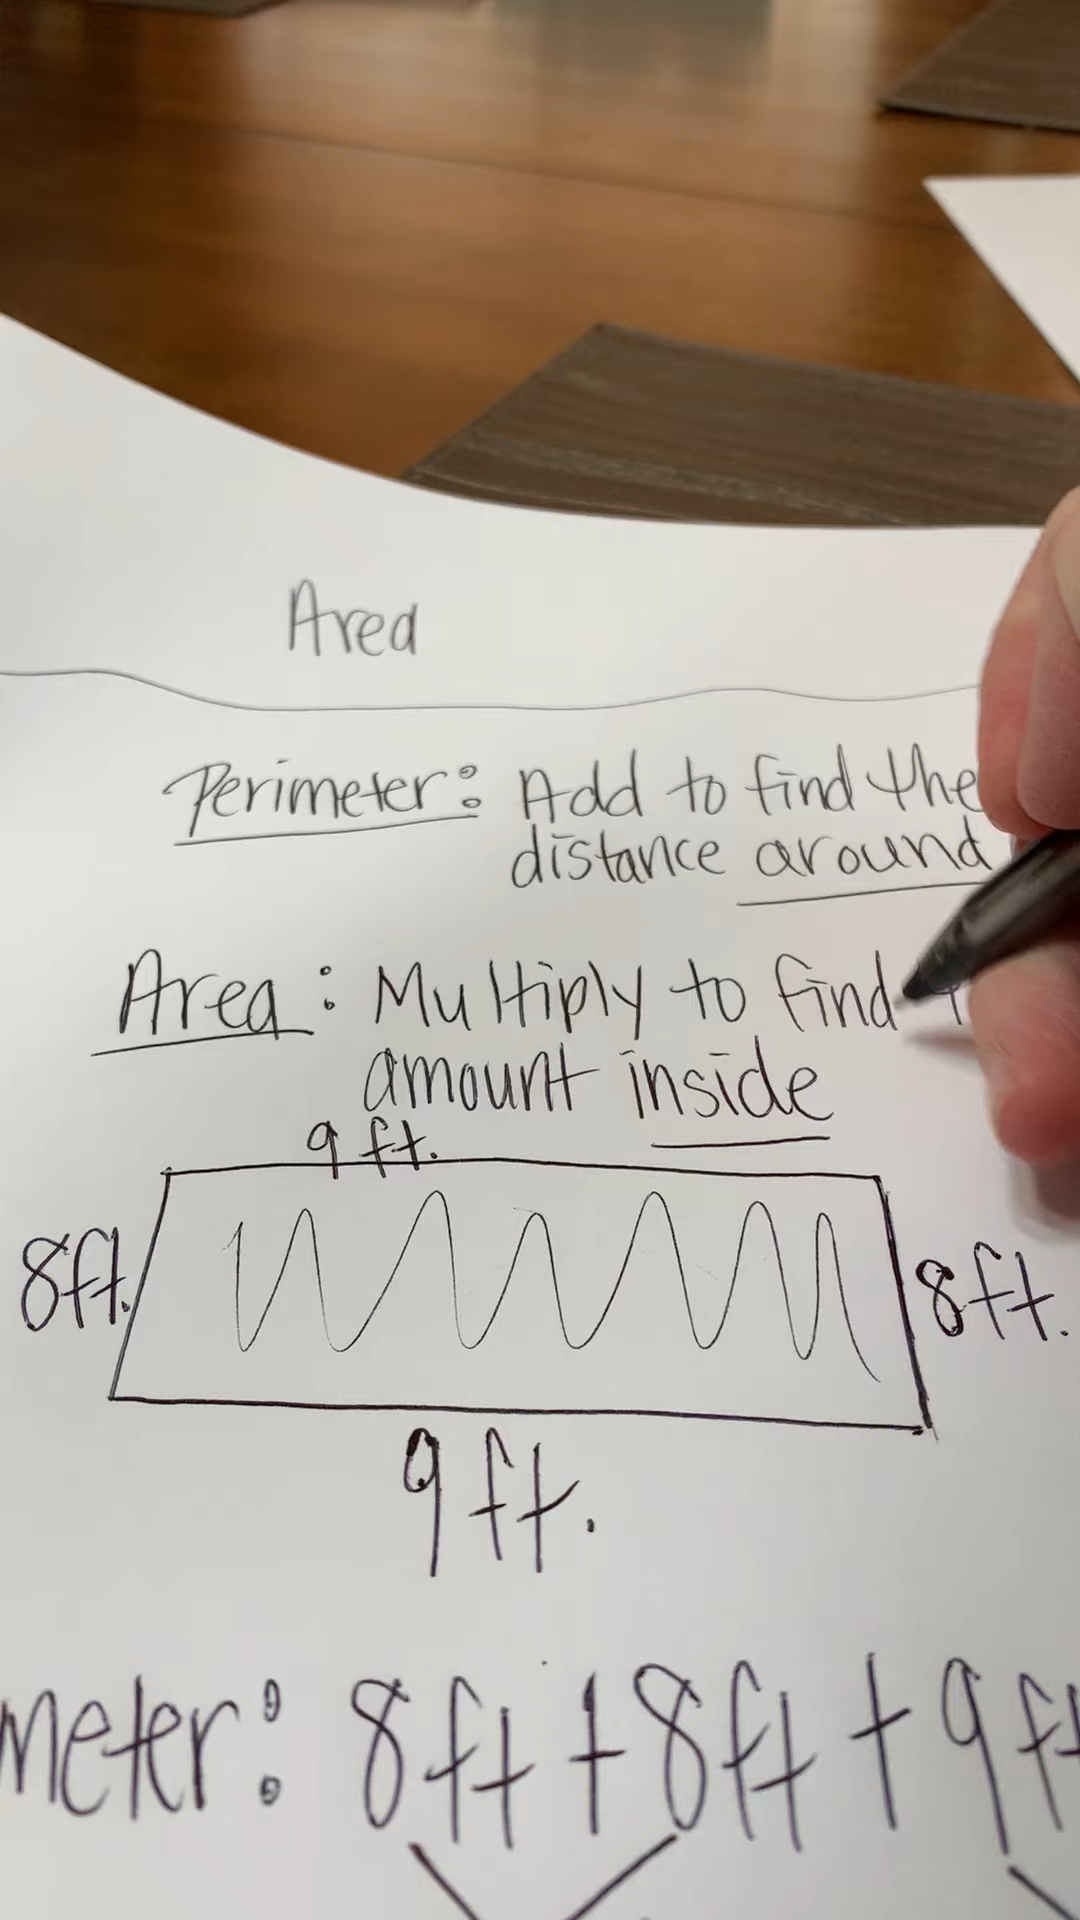 Area
Perimeter: Add to find the
distance around
Area: Multiply to find
amount inside
9 ft.
8ft.
8ft.
9 ft.
meter: 8ft + 8ft + 9ft